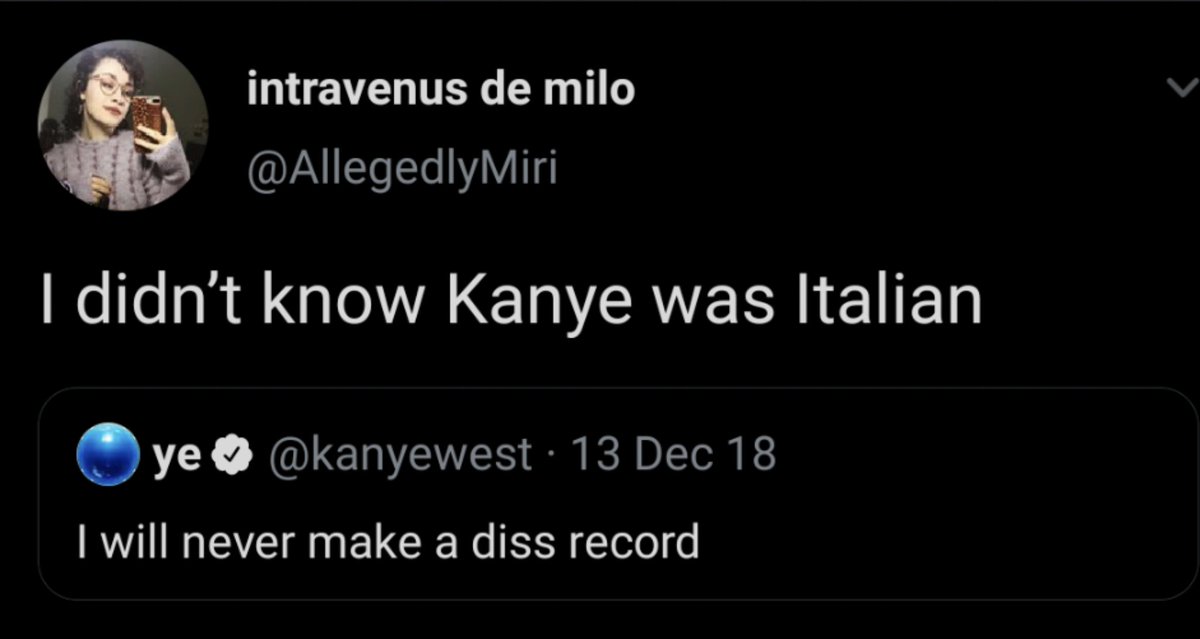 intravenus de milo
@AllegedlyMiri
I didn’t know Kanye was Italian
ye @kanyewest · 13 Dec 18
I will never make a diss record